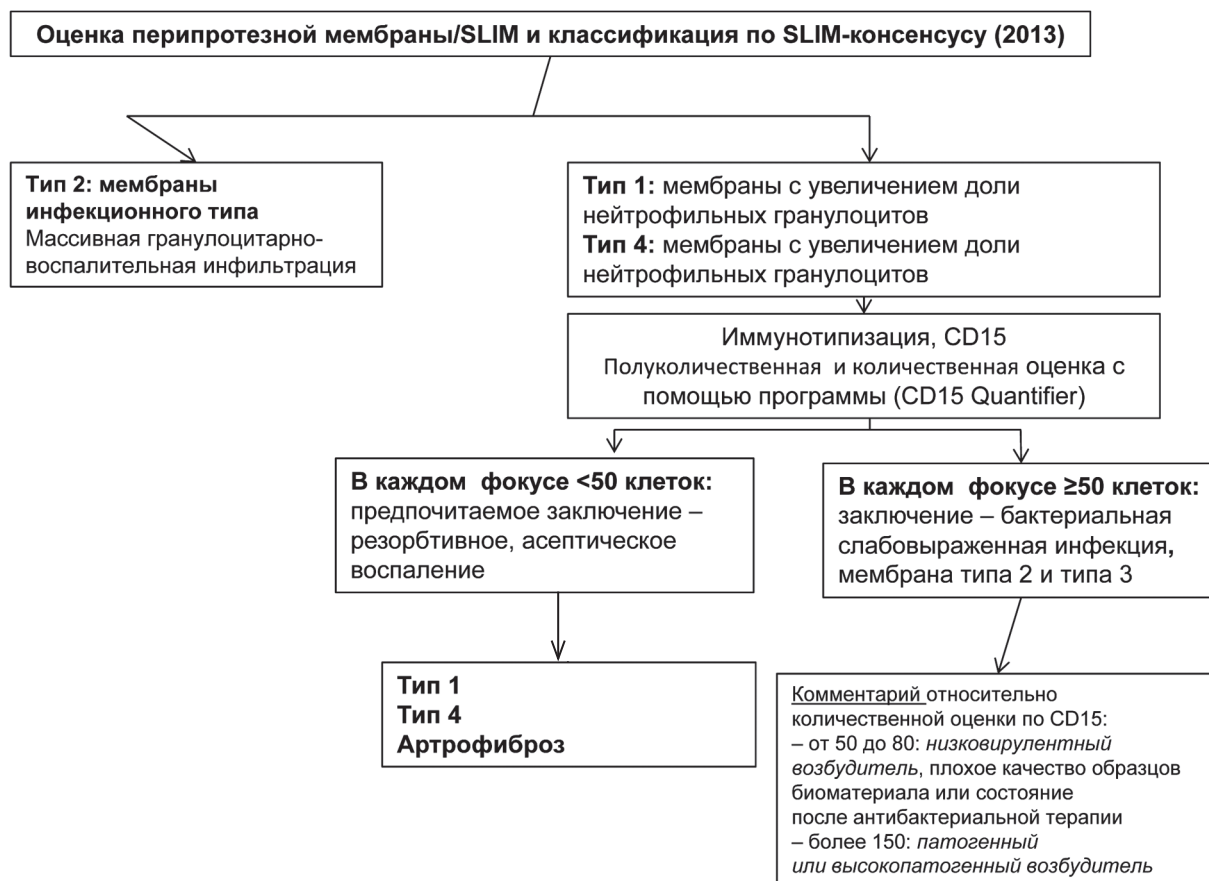 Оценка перипротезной мембраны/SLIM и классификация по SLIM-консенсусу (2013)
Тип 2: мембраны
инфекционного типа
Массивная гранулоцитарно-
воспалительная инфильтрация
Тип 1: мембраны с увеличением доли
нейтрофильных гранулоцитов
Тип 4: мембраны с увеличением доли
нейтрофильных гранулоцитов
Иммунотипизация, CD15
Полуколичественная и количественная оценка с
помощью программы (CD15 Quantifier)
В каждом фокусе <50 клеток:
предпочитаемое заключение –
резорбтивное, асептическое
воспаление
В каждом фокусе ≥50 клеток:
заключение – бактериальная
слабовыраженная инфекция,
мембрана типа 2 и типа 3
Тип 1
Тип 4
Артрофиброз
Комментарий относительно
количественной оценки по CD15:
– от 50 до 80: низковирулентный
возбудитель, плохое качество образцов
биоматериала или состояние
после антибактериальной терапии
– более 150: патогенный
или высокопатогенный возбудитель